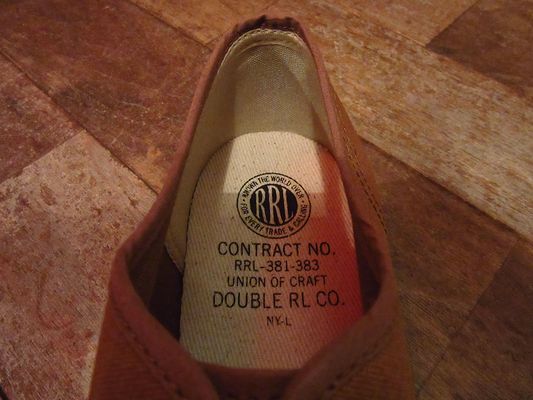 KNOWN THE WORLD OVER
RRL
FOR EVERY TRADE & CALLING
CONTRACT NO.
RRL-381-383
UNION OF CRAFT
DOUBLE RL CO.
NY-L